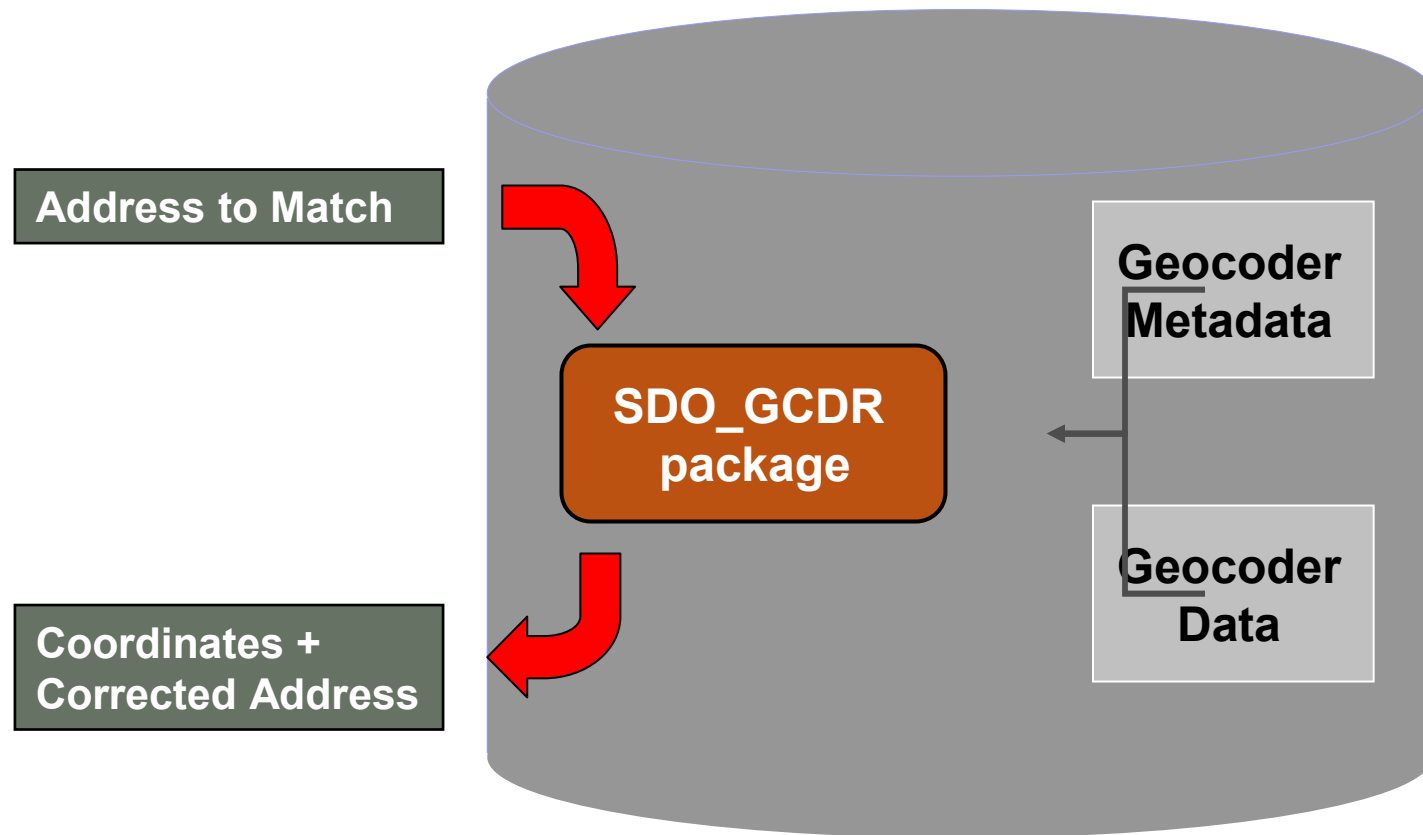 Address to Match
Geocoder
Metadata
SDO_GCDR
package
Geocoder
Data
Coordinates +
Corrected Address